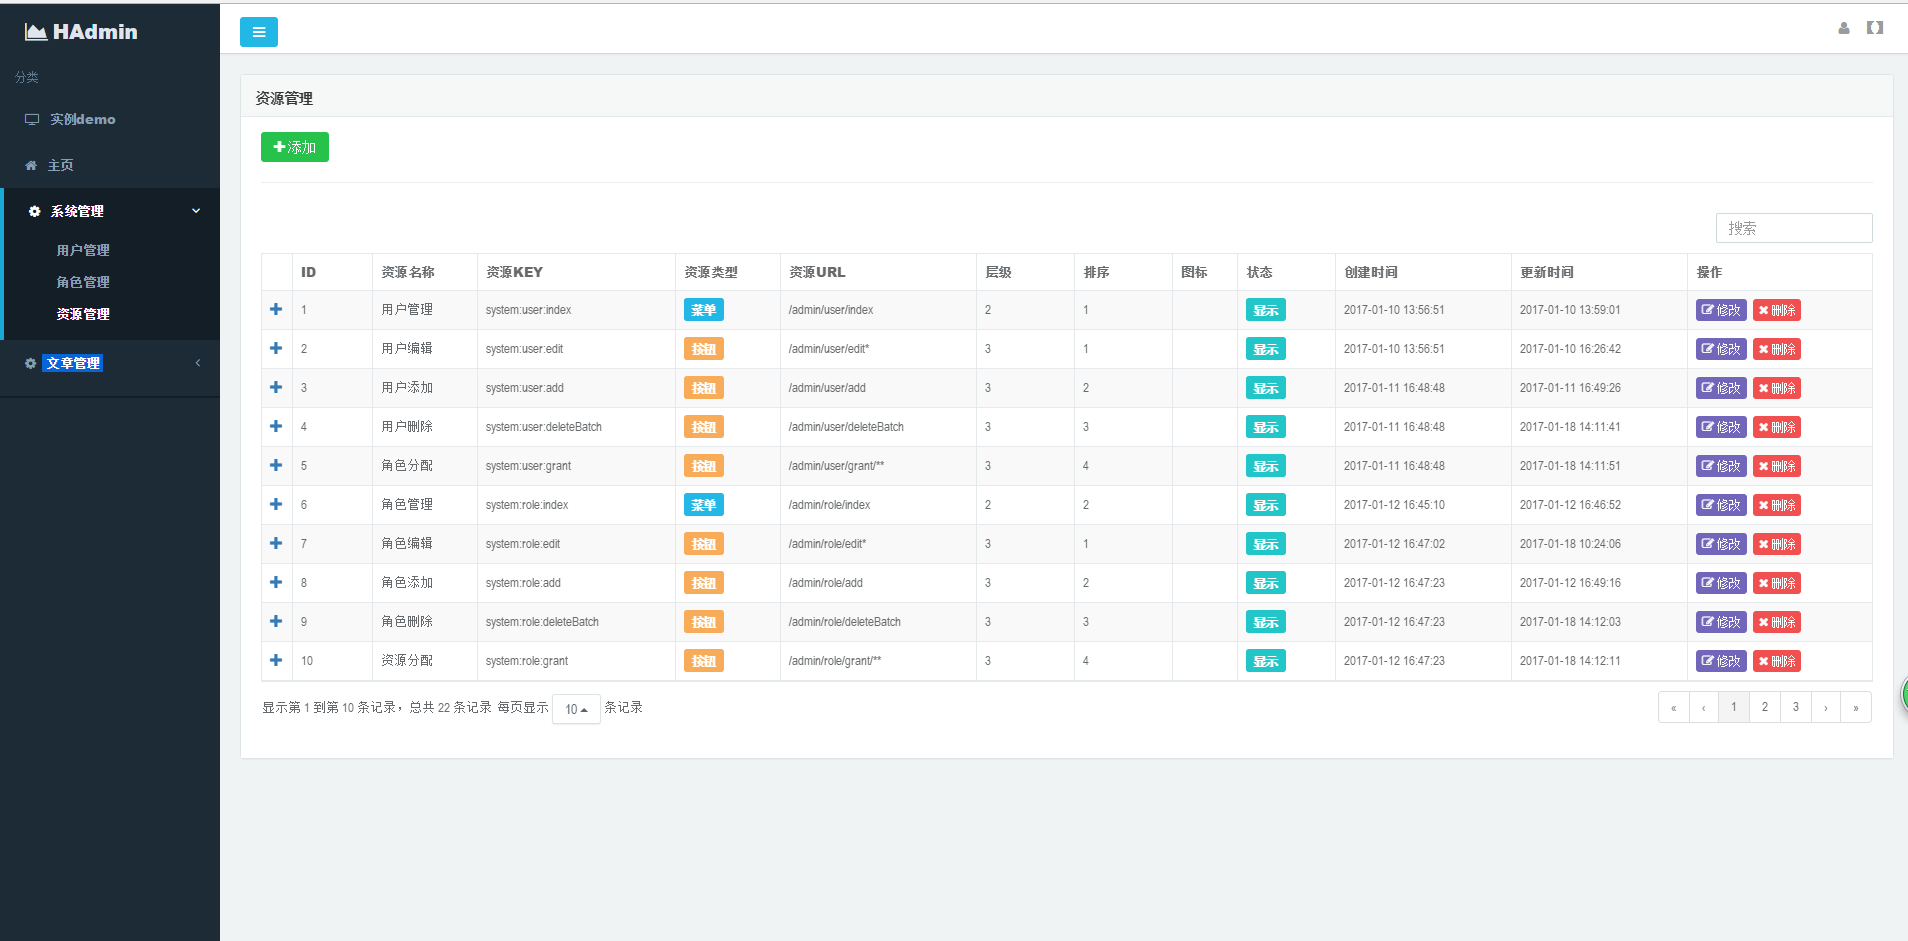 HAdmin
分类
实例demo
主页
系统管理
用户管理
角色管理
资源管理
文章管理
资源管理
添加
搜索
ID 资源名称 资源KEY 资源类型 资源URL 层级 排序 图标 状态 创建时间 更新时间 操作
1 用户管理 system:user:index 菜单 /admin/user/index 2 1 显示 2017-01-10 13:56:51 2017-01-10 13:59:01 修改 删除
2 用户编辑 system:user:edit 按钮 /admin/user/edit* 3 1 显示 2017-01-10 13:56:51 2017-01-10 16:26:42 修改 删除
3 用户添加 system:user:add 按钮 /admin/user/add 3 2 显示 2017-01-11 16:48:48 2017-01-11 16:49:26 修改 删除
4 用户删除 system:user:deleteBatch 按钮 /admin/user/deleteBatch 3 3 显示 2017-01-11 16:48:48 2017-01-18 14:11:41 修改 删除
5 角色分配 system:user:grant 按钮 /admin/user/grant/** 3 4 显示 2017-01-11 16:48:48 2017-01-18 14:11:51 修改 删除
6 角色管理 system:role:index 菜单 /admin/role/index 2 2 显示 2017-01-12 16:45:10 2017-01-12 16:46:52 修改 删除
7 角色编辑 system:role:edit 按钮 /admin/role/edit* 3 1 显示 2017-01-12 16:47:02 2017-01-18 10:24:06 修改 删除
8 角色添加 system:role:add 按钮 /admin/role/add 3 2 显示 2017-01-12 16:47:23 2017-01-12 16:49:16 修改 删除
9 角色删除 system:role:deleteBatch 按钮 /admin/role/deleteBatch 3 3 显示 2017-01-12 16:47:23 2017-01-18 14:12:03 修改 删除
10 资源分配 system:role:grant 按钮 /admin/role/grant/** 3 4 显示 2017-01-12 16:47:23 2017-01-18 14:12:11 修改 删除
显示第 1 到第 10 条记录，总共 22 条记录 每页显示 10 条记录
« ‹ 1 2 3 › »